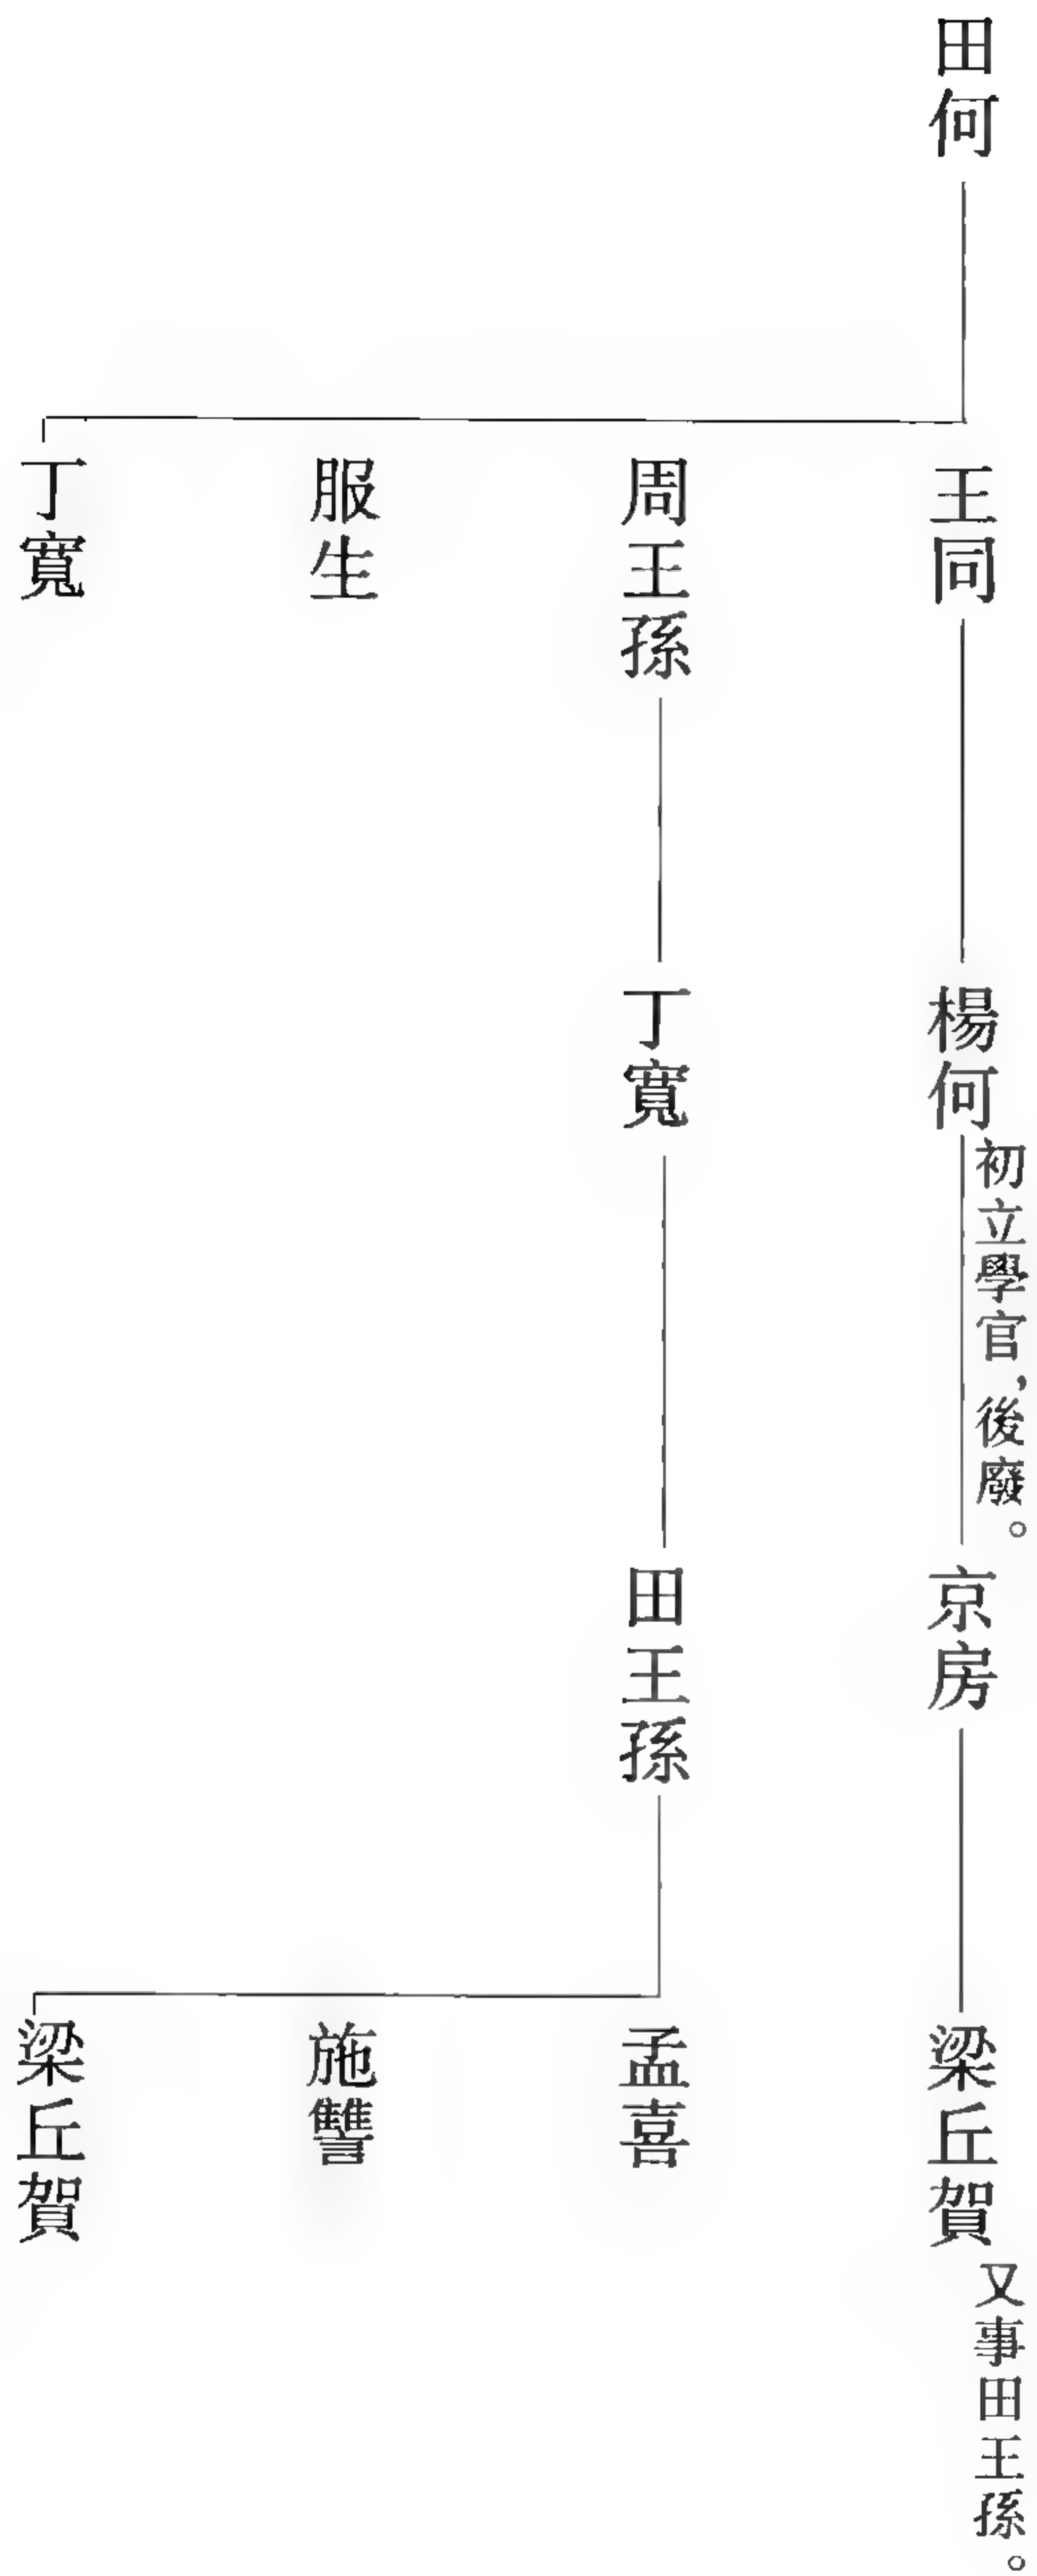 田何
王同
楊何
初立學官,後廢。
京房
梁丘賀
又事田王孫。
周王孫
丁寬
田王孫
孟喜
服生
施讐
丁寬
梁丘賀